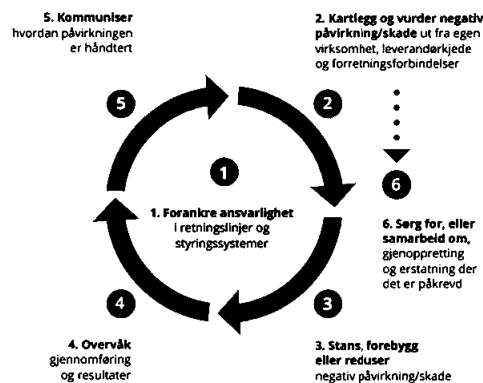 5. Kommuniser
hvordan påvirkningen
er håndtert
2. Kartlegg og vurder negativ
påvirkning/skade ut fra egen
virksomhet, leverandørkjede
og forretningsforbindelser
5
2
1
6
1. Forankre ansvarlighet
i retningslinjer og
styringssystemer
6. Sørg for, eller
samarbeid om,
gjenoppretting
og erstatning der
det er påkrevd
4
3
4. Overvåk
gjennomføring
og resultater
3. Stans, forebygg
eller reduser
negativ påvirkning/skade